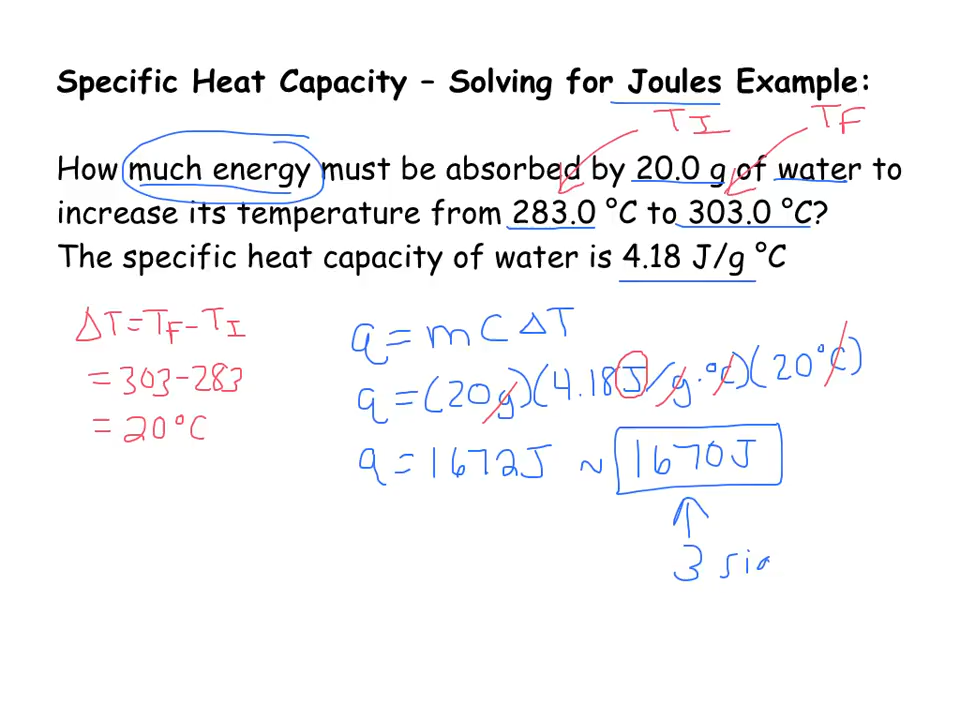 Specific Heat Capacity – Solving for Joules Example:
TI TF
How much energy must be absorbed by 20.0 g of water to
increase its temperature from 283.0 °C to 303.0 °C?
The specific heat capacity of water is 4.18 J/g °C
ΔT=TF-TI
=303-283
=20°C
q=mCΔT
q=(20g)(4.18J/g·°C)(20°C)
q=1672J ~ 1670J
↑
3 sig